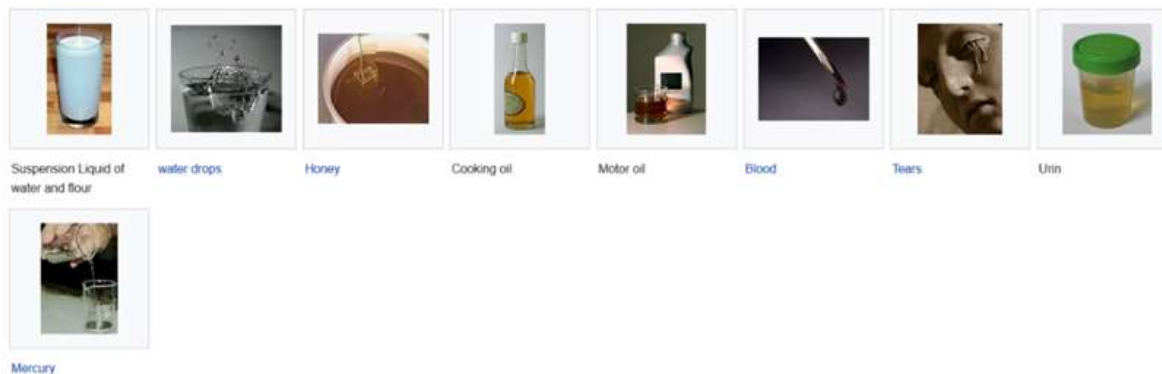 Suspension Liquid of
water and flour
water drops
Honey
Cooking oil
Motor oil
Blood
Tears
Urin
Mercury